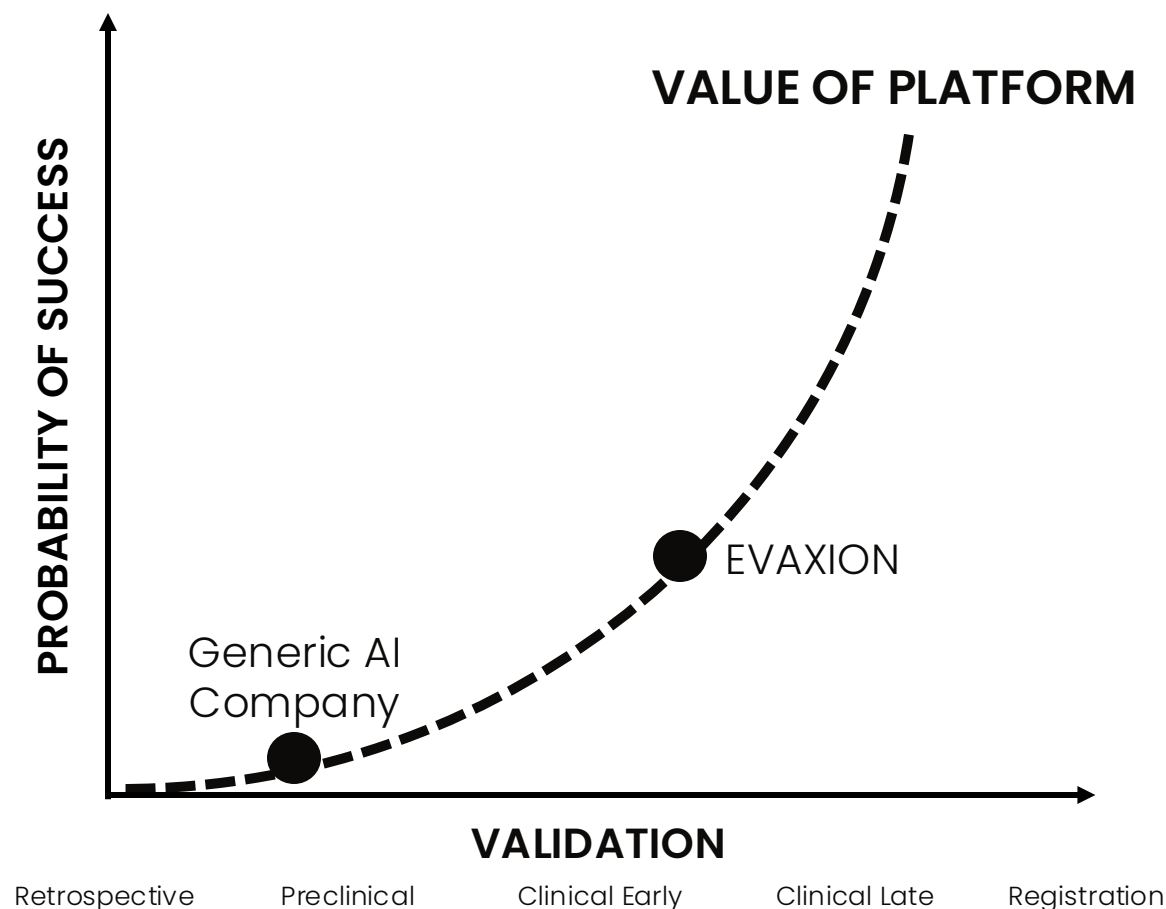 VALUE OF PLATFORM
PROBABILITY OF SUCCESS
EVAXION
Generic AI
Company
VALIDATION
Retrospective
Preclinical
Clinical Early
Clinical Late
Registration